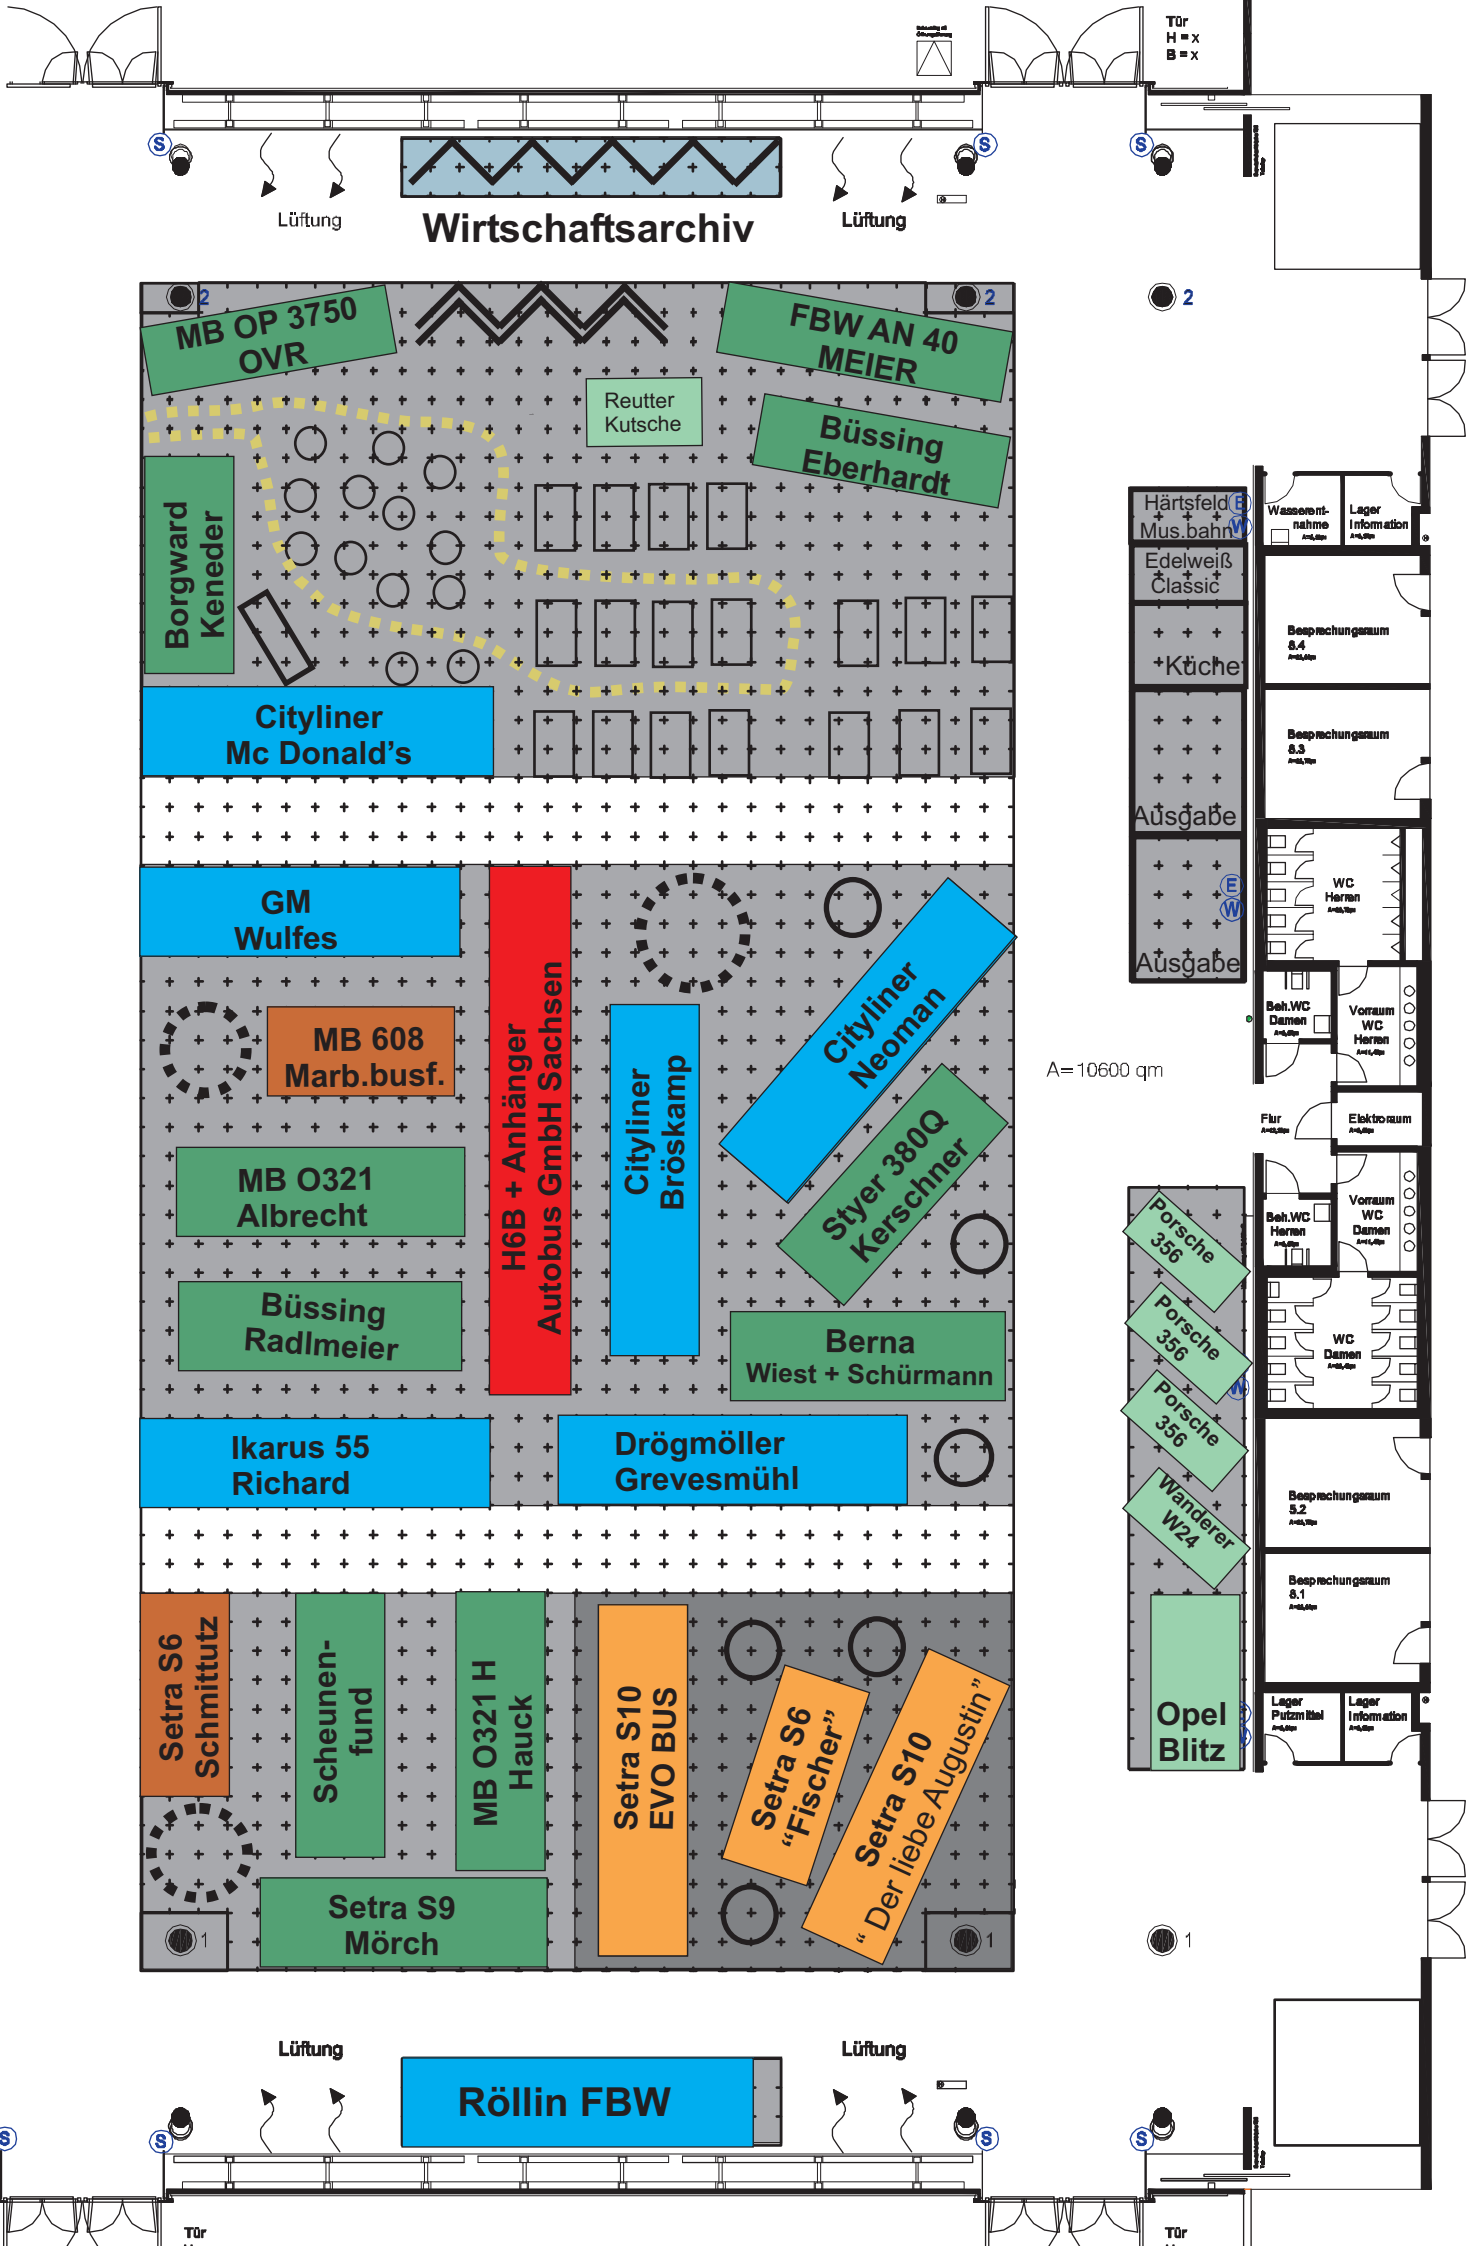 Tür
H = x
B = x
S
S
S
Lüftung
Wirtschaftsarchiv
Lüftung
2
2
2
MB OP 3750
OVR
FBW AN 40
MEIER
Reutter
Kutsche
Büssing
Eberhardt
Borgward
Keneder
Cityliner
Mc Donald's
Härtsfeld
Mus.bahn
E
W
Edelweiß
Classic
Küche
Ausgabe
Ausgabe
E
W
Wasserent-
nahme
Lager
Information
Besprechungsraum
8.4
Besprechungsraum
8.3
WC
Herren
Beh.WC
Damen
Vorraum
WC
Herren
Flur
Elektroraum
Beh.WC
Herren
Vorraum
WC
Damen
WC
Damen
Besprechungsraum
5.2
Besprechungsraum
8.1
Lager
Putzmittel
Lager
Information
A=10600 qm
GM
Wulfes
MB 608
Marb.busf.
MB O321
Albrecht
Büssing
Radlmeier
H6B + Anhänger
Autobus GmbH Sachsen
Cityliner
Bröskamp
Cityliner
Neoman
Styer 380Q
Kerschner
Berna
Wiest + Schürmann
Ikarus 55
Richard
Drögmöller
Grevesmühl
Porsche
356
Porsche
356
W
Porsche
356
Wanderer
W24
Opel
Blitz
Setra S6
Schmittutz
Scheunen-
fund
MB O321 H
Hauck
Setra S10
EVO BUS
Setra S6
“Fischer”
Setra S10
“ Der liebe Augustin”
Setra S9
Mörch
1
1
1
Lüftung
Lüftung
Röllin FBW
S
S
S
S
Tür
Tür